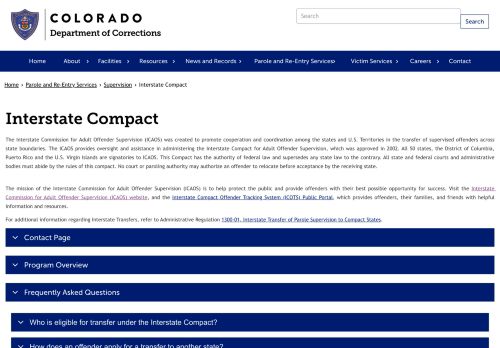 COLORADO
Department of Corrections
Search
Search
Home
About
Facilities
Resources
News and Records
Parole and Re-Entry Services
Victim Services
Careers
Contact
Home › Parole and Re-Entry Services › Supervision › Interstate Compact
Interstate Compact
The Interstate Commission for Adult Offender Supervision (ICAOS) was created to promote cooperation and coordination among the states and U.S. Territories in the transfer of supervised offenders across
state boundaries. The ICAOS provides oversight and assistance in administering the Interstate Compact for Adult Offender Supervision, which was approved in 2002. All 50 states, the District of Columbia,
Puerto Rico and the U.S. Virgin Islands are signatories to ICAOS. This Compact has the authority of federal law and supersedes any state law to the contrary. All state and federal courts and administrative
bodies must abide by the rules of this compact. No court or paroling authority may authorize an offender to relocate before acceptance by the receiving state.
The mission of the Interstate Commission for Adult Offender Supervision (ICAOS) is to help protect the public and provide offenders with their best possible opportunity for success. Visit the Interstate
Commission for Adult Offender Supervision (ICAOS) website, and the Interstate Compact Offender Tracking System (ICOTS) Public Portal, which provides offenders, their families, and friends with helpful
information and resources.
For additional information regarding Interstate Transfers, refer to Administrative Regulation 1300-01, Interstate Transfer of Parole Supervision to Compact States.
Contact Page
Program Overview
Frequently Asked Questions
Who is eligible for transfer under the Interstate Compact?
How does an offender apply for a transfer to another state?